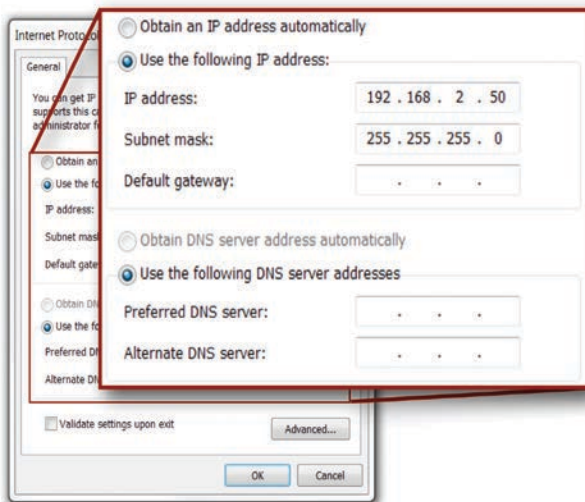 Internet Protoco
General
You can get IP
supports this ca
administrator f
Obtain an
Use the fo
IP address:
Subnet mas
Default gate
Obtain DN
Use the fo
Preferred DN
Alternate DN
Validate settings upon exit
Advanced...
OK
Cancel
Obtain an IP address automatically
Use the following IP address:
IP address: 192 . 168 . 2 . 50
Subnet mask: 255 . 255 . 255 . 0
Default gateway: . . .
Obtain DNS server address automatically
Use the following DNS server addresses
Preferred DNS server: . . .
Alternate DNS server: . . .